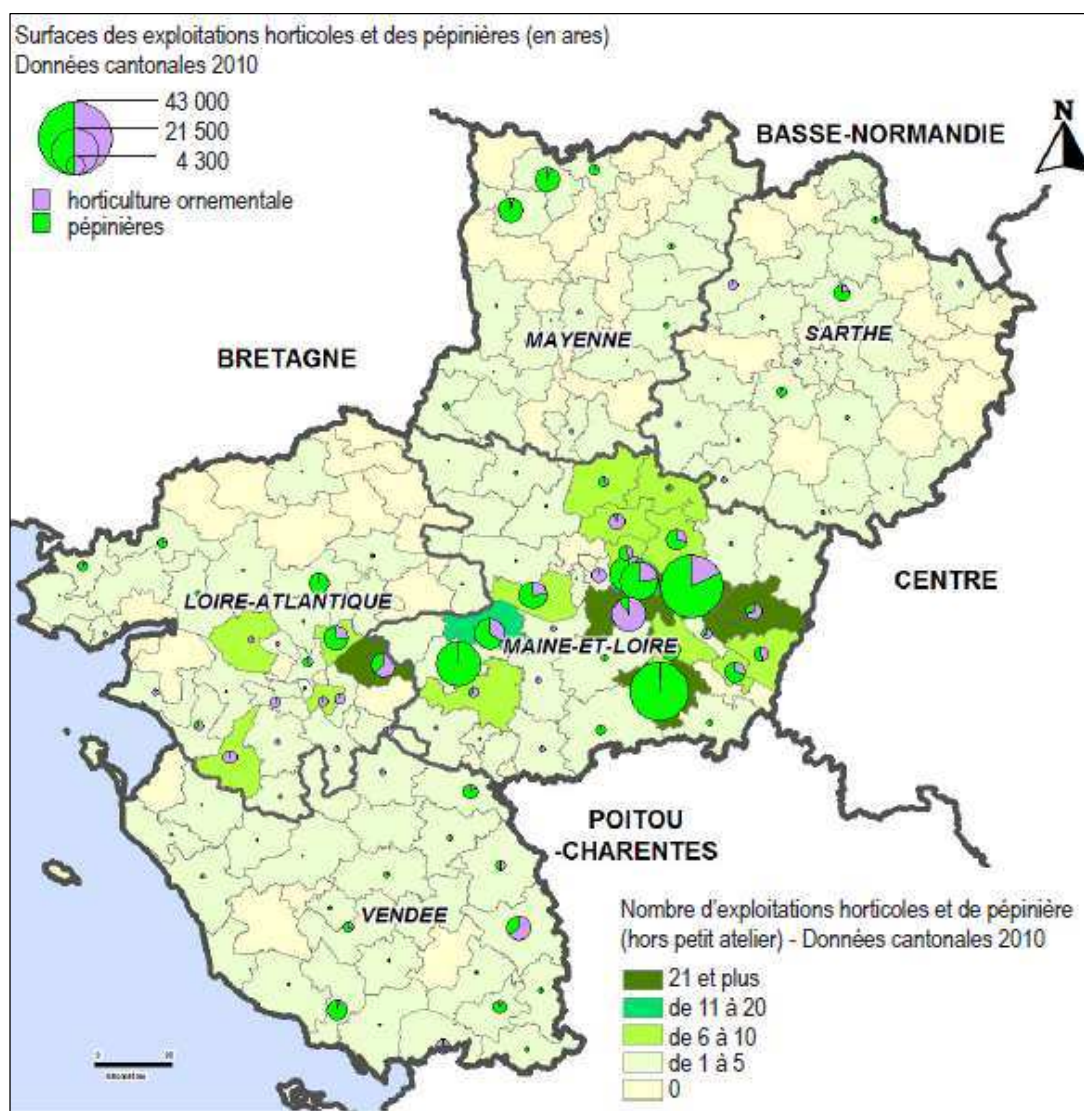 Surfaces des exploitations horticoles et des pépinières (en ares)
Données cantonales 2010
43 000
21 500
4 300
horticulture ornementale
pépinières
N
BASSE-NORMANDIE
BRETAGNE
MAYENNE
SARTHE
CENTRE
LOIRE-ATLANTIQUE
MAINE-ET-LOIRE
POITOU
-CHARENTES
VENDEE
Nombre d'exploitations horticoles et de pépinière
(hors petit atelier) - Données cantonales 2010
21 et plus
de 11 à 20
de 6 à 10
de 1 à 5
0